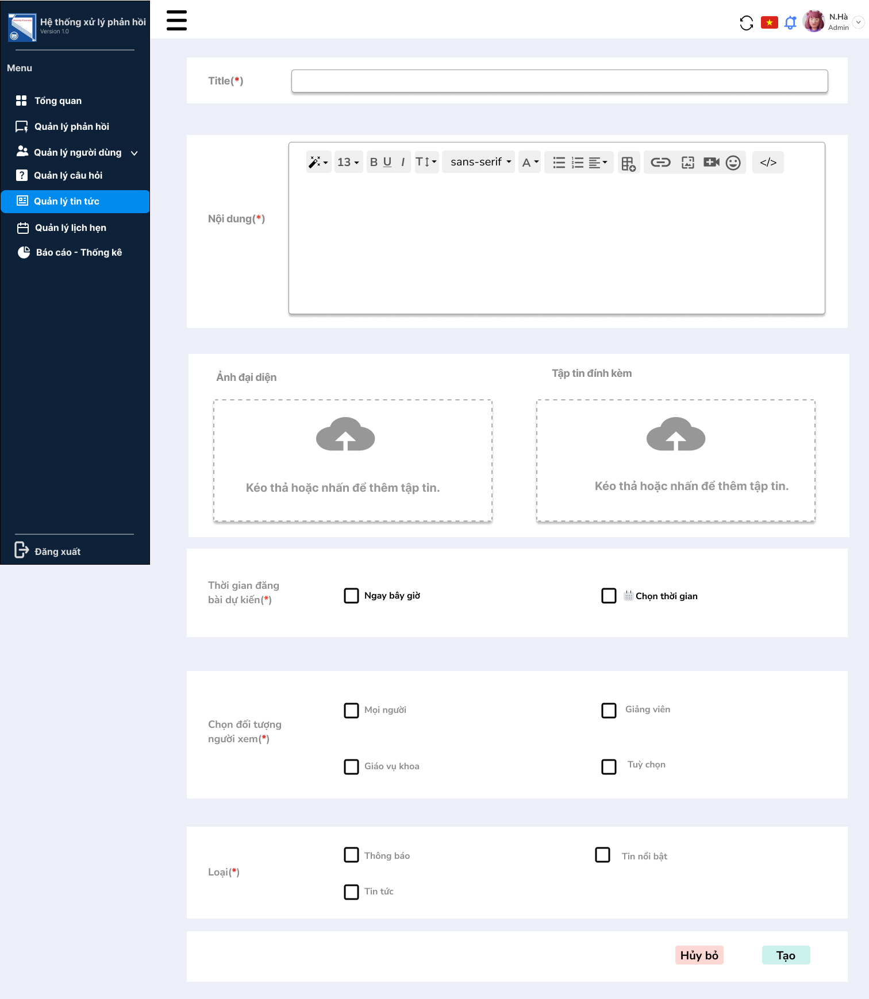 Hệ thống xử lý phản hồi
Version 1.0
Menu
Tổng quan
Quản lý phản hồi
Quản lý người dùng
Quản lý câu hỏi
Quản lý tin tức
Quản lý lịch hẹn
Báo cáo - Thống kê
Đăng xuất
N.Hà
Admin
Title(*)
Nội dung(*)
13
B U I
T
sans-serif
A
</>
Ảnh đại diện
Tập tin đính kèm
Kéo thả hoặc nhấn để thêm tập tin.
Kéo thả hoặc nhấn để thêm tập tin.
Thời gian đăng
bài dự kiến(*)
Ngay bây giờ
Chọn thời gian
Chọn đối tượng
người xem(*)
Mọi người
Giảng viên
Giáo vụ khoa
Tuỳ chọn
Loại(*)
Thông báo
Tin nổi bật
Tin tức
Hủy bỏ
Tạo